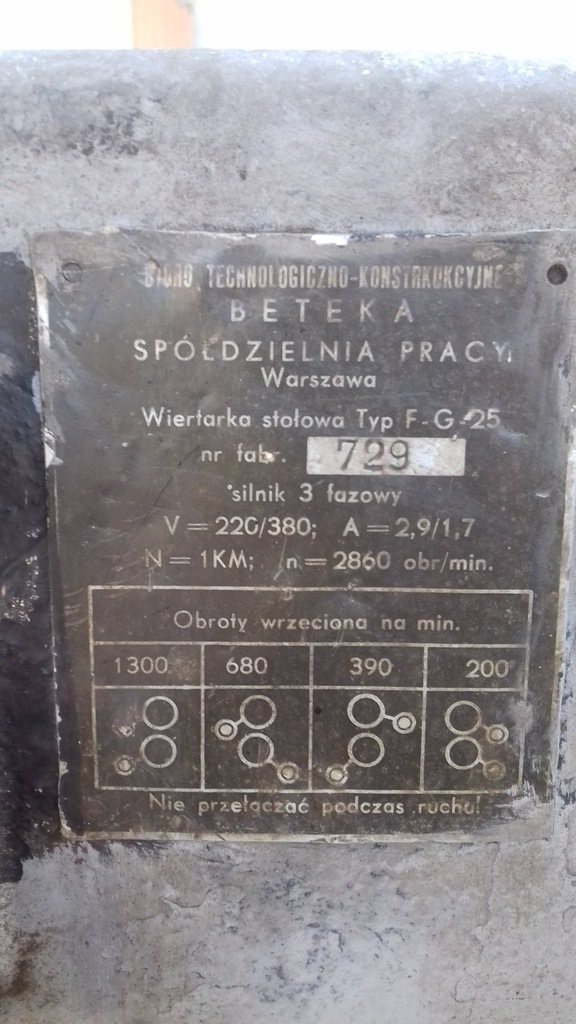 BIURO TECHNOLOGICZNO-KONSTRKUKCYJNE
BETEKA
SPÓŁDZIELNIA PRACY
Warszawa
Wiertarka stołowa Typ F-G-25
nr fabr. 729
silnik 3 fazowy
V = 220/380; A = 2,9/1,7
N = 1KM; n = 2860 obr/min.
Obroty wrzeciona na min.
1300 680 390 200
Nie przełączać podczas ruchu!